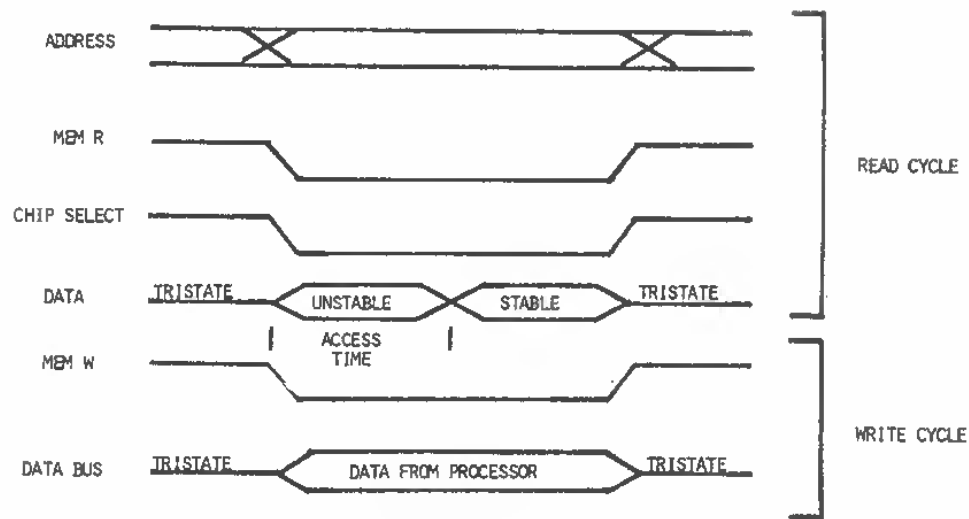 ADDRESS
MEM R
READ CYCLE
CHIP SELECT
DATA
TRISTATE
UNSTABLE
STABLE
TRISTATE
ACCESS
TIME
MEM W
WRITE CYCLE
DATA BUS
TRISTATE
DATA FROM PROCESSOR
TRISTATE